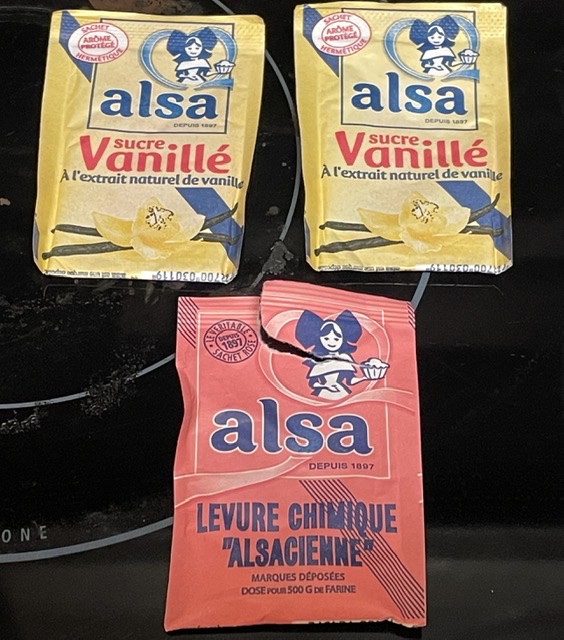 SACHET
ARÔME
PROTÉGÉ
HERMÉTIQUE
alsa
DEPUIS 1897
sucre
Vanillé
À l'extrait naturel de vanille
SACHET
ARÔME
PROTÉGÉ
HERMÉTIQUE
alsa
DEPUIS 1897
sucre
Vanillé
À l'extrait naturel de vanille
LE VÉRITABLE
DEPUIS
1897
SACHET ROSE
alsa
DEPUIS 1897
LEVURE CHIMIQUE
"ALSACIENNE"
MARQUES DÉPOSÉES
DOSE POUR 500 G DE FARINE
ONE